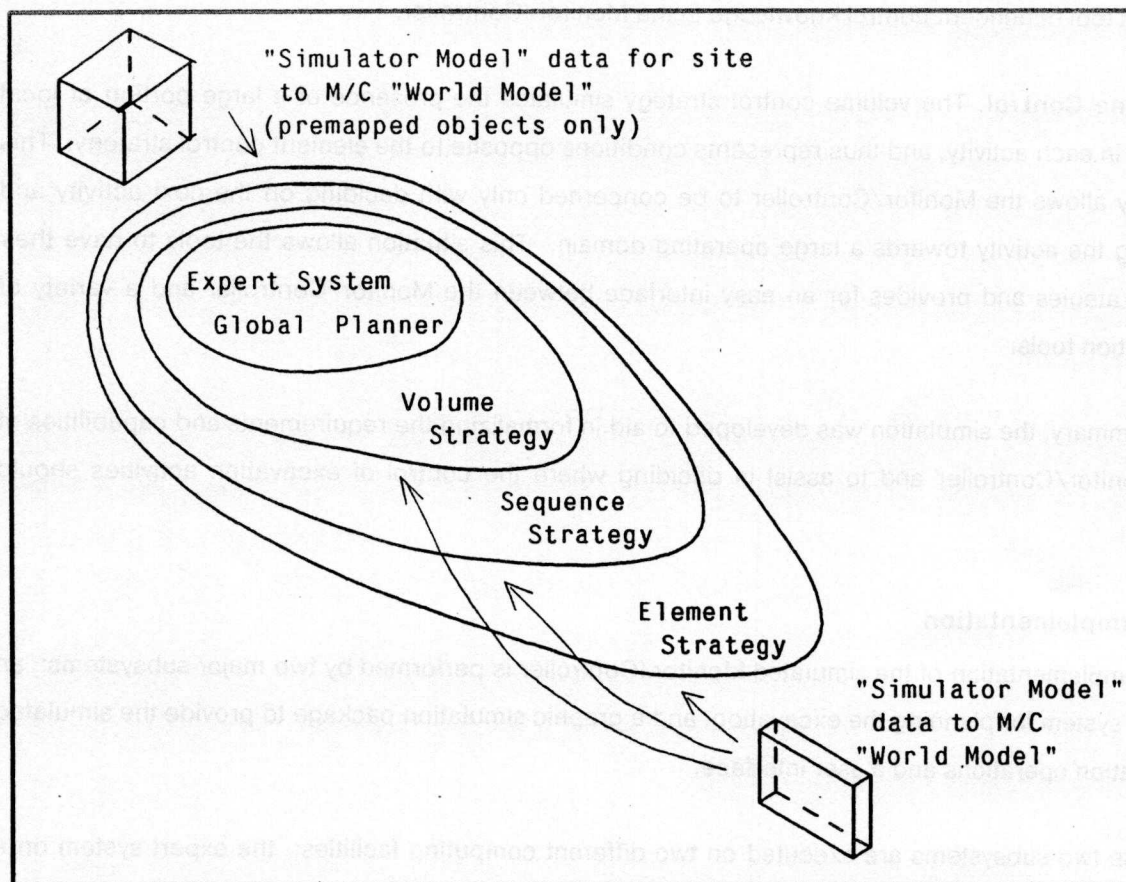 "Simulator Model" data for site
to M/C "World Model"
(premapped objects only)
Expert System
Global Planner
Volume
Strategy
Sequence
Strategy
Element
Strategy
"Simulator Model"
data to M/C
"World Model"